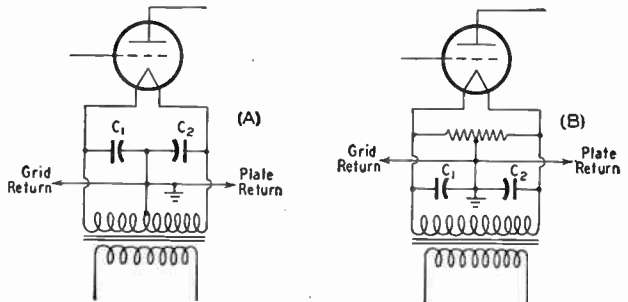 (A)
C1
C2
Grid
Return
Plate
Return
(B)
Grid
Return
C1
C2
Plate
Return